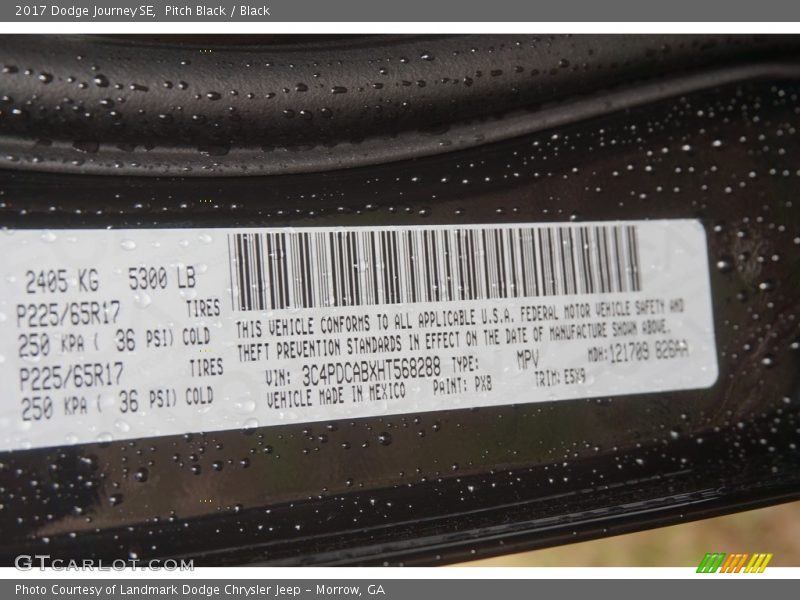 2017 Dodge Journey SE, Pitch Black / Black
2405 KG 5300 LB
P225/65R17 TIRES
250 KPA ( 36 PSI) COLD
P225/65R17 TIRES
250 KPA ( 36 PSI) COLD
THIS VEHICLE CONFORMS TO ALL APPLICABLE U.S.A. FEDERAL MOTOR VEHICLE SAFETY AND
THEFT PREVENTION STANDARDS IN EFFECT ON THE DATE OF MANUFACTURE SHOWN ABOVE.
VIN: 3C4PDCABXHT568288 TYPE: MPV MDH: 121709 828AA
VEHICLE MADE IN MEXICO PAINT: PX8 TRIM: ESX9
GTCARLOT.COM
Photo Courtesy of Landmark Dodge Chrysler Jeep - Morrow, GA